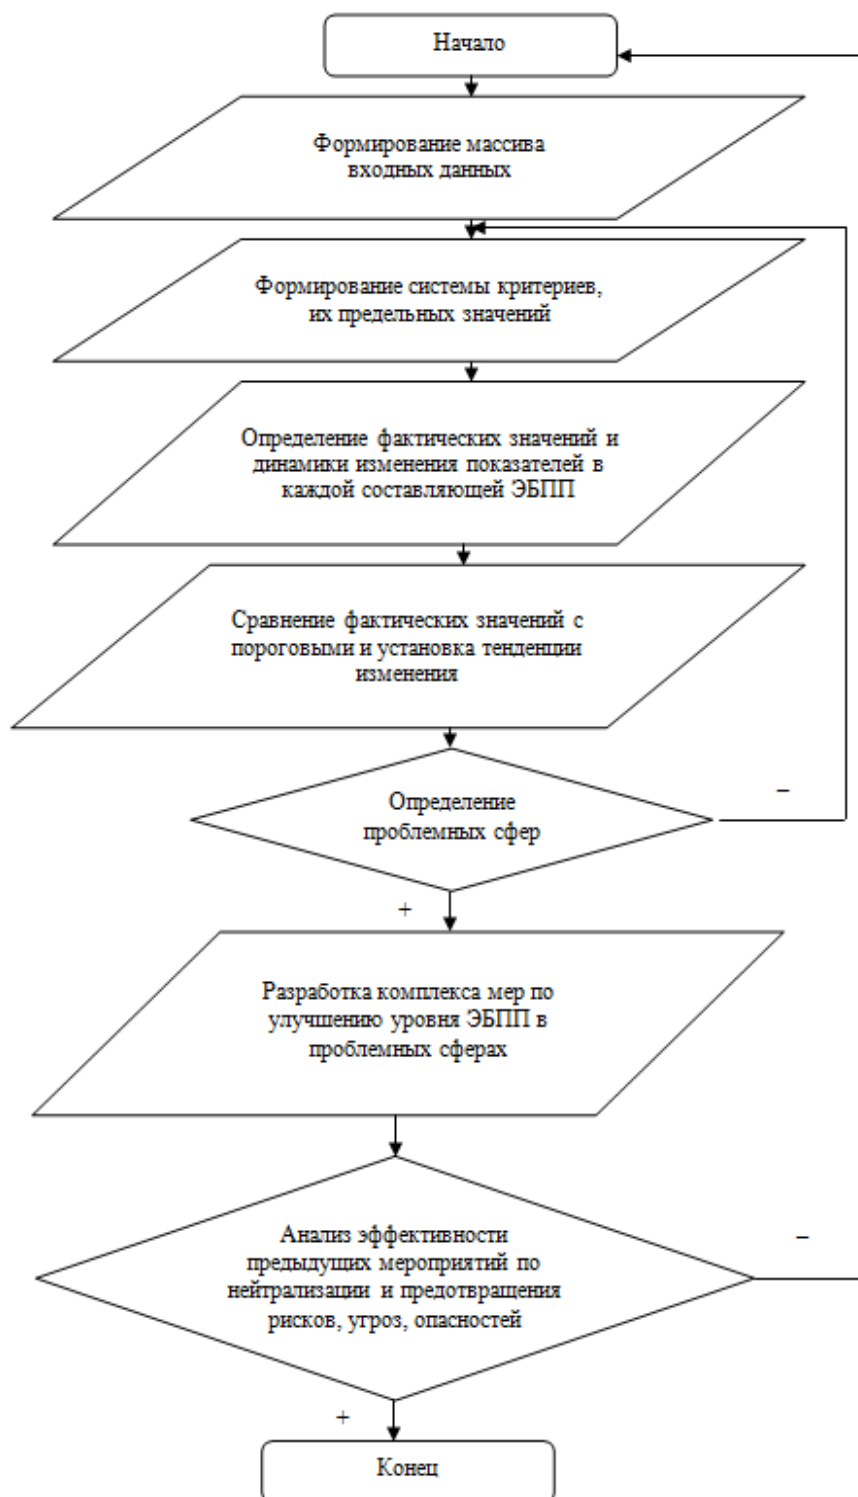 Начало
Формирование массива
входных данных
Формирование системы критериев,
их предельных значений
Определение фактических значений и
динамики изменения показателей в
каждой составляющей ЭБПП
Сравнение фактических значений с
пороговыми и установка тенденции
изменения
Определение
проблемных сфер
–
+
Разработка комплекса мер по
улучшению уровня ЭБПП в
проблемных сферах
Анализ эффективности
предыдущих мероприятий по
нейтрализации и предотвращения
рисков, угроз, опасностей
–
+
Конец